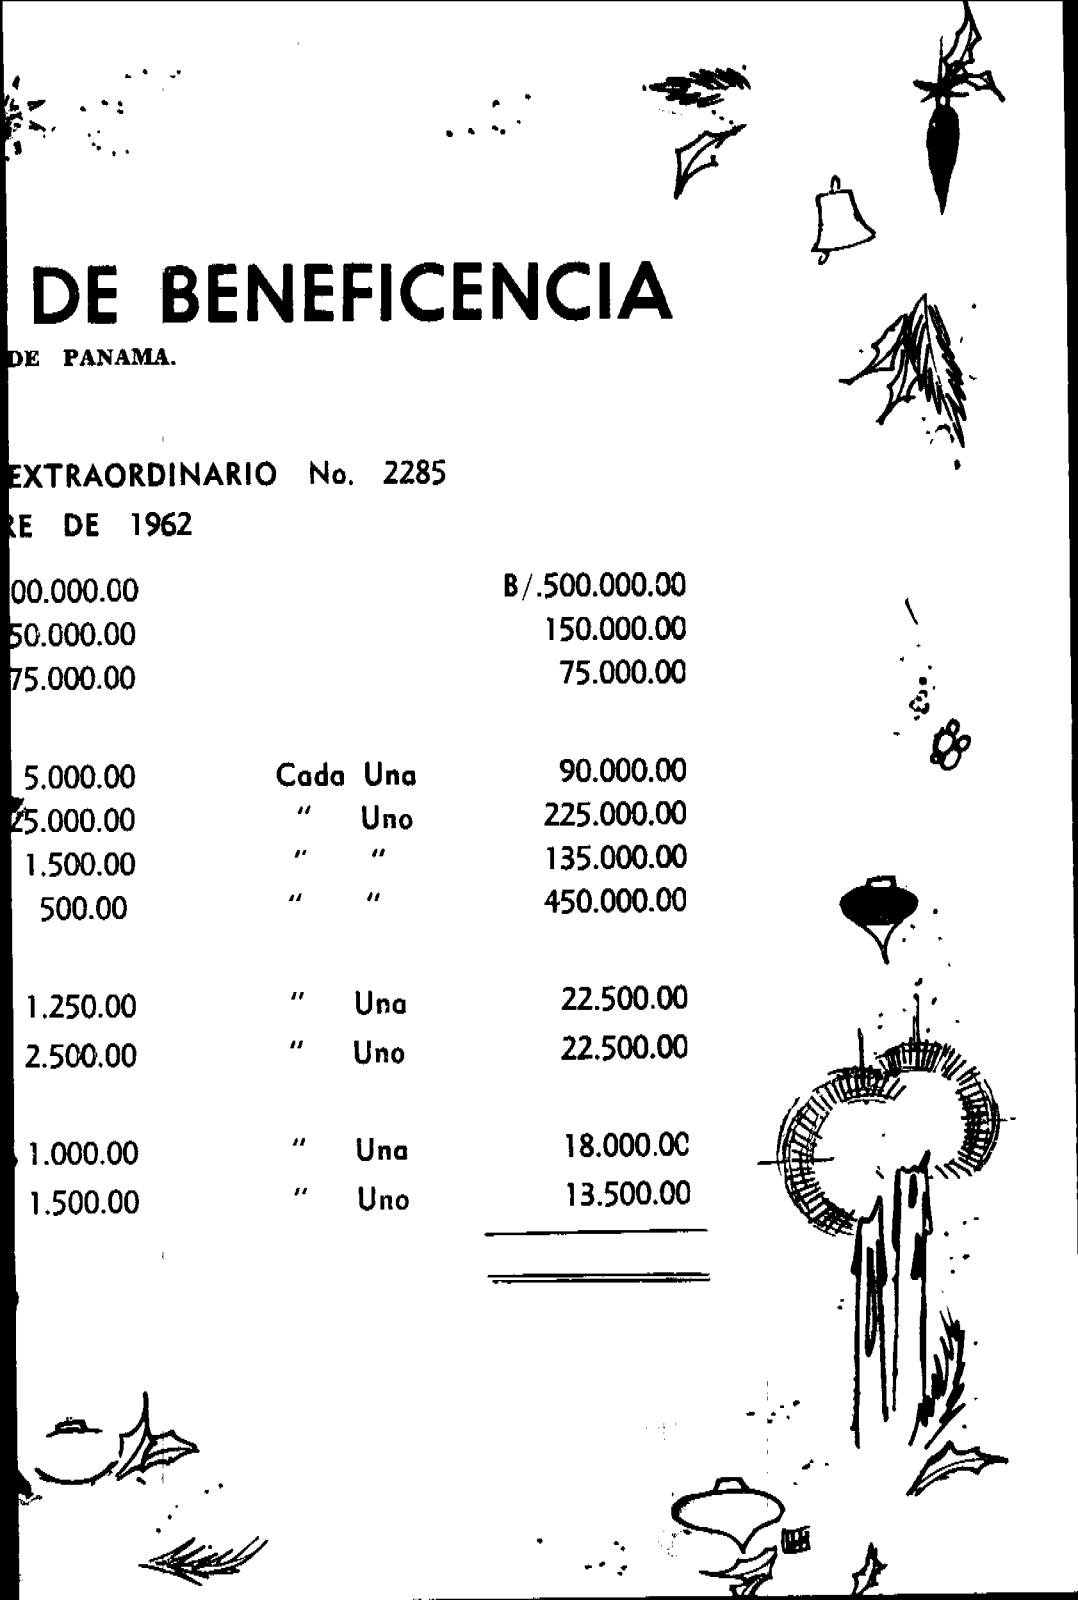 DE BENEFICENCIA
DE PANAMA.
EXTRAORDINARIO No. 2285
RE DE 1962
00.000.00 B/.500.000.00
50.000.00 150.000.00
75.000.00 75.000.00
5.000.00 Cada Una 90.000.00
25.000.00 " Uno 225.000.00
1.500.00 " " 135.000.00
500.00 " " 450.000.00
1.250.00 " Una 22.500.00
2.500.00 " Uno 22.500.00
1.000.00 " Una 18.000.00
1.500.00 " Uno 13.500.00